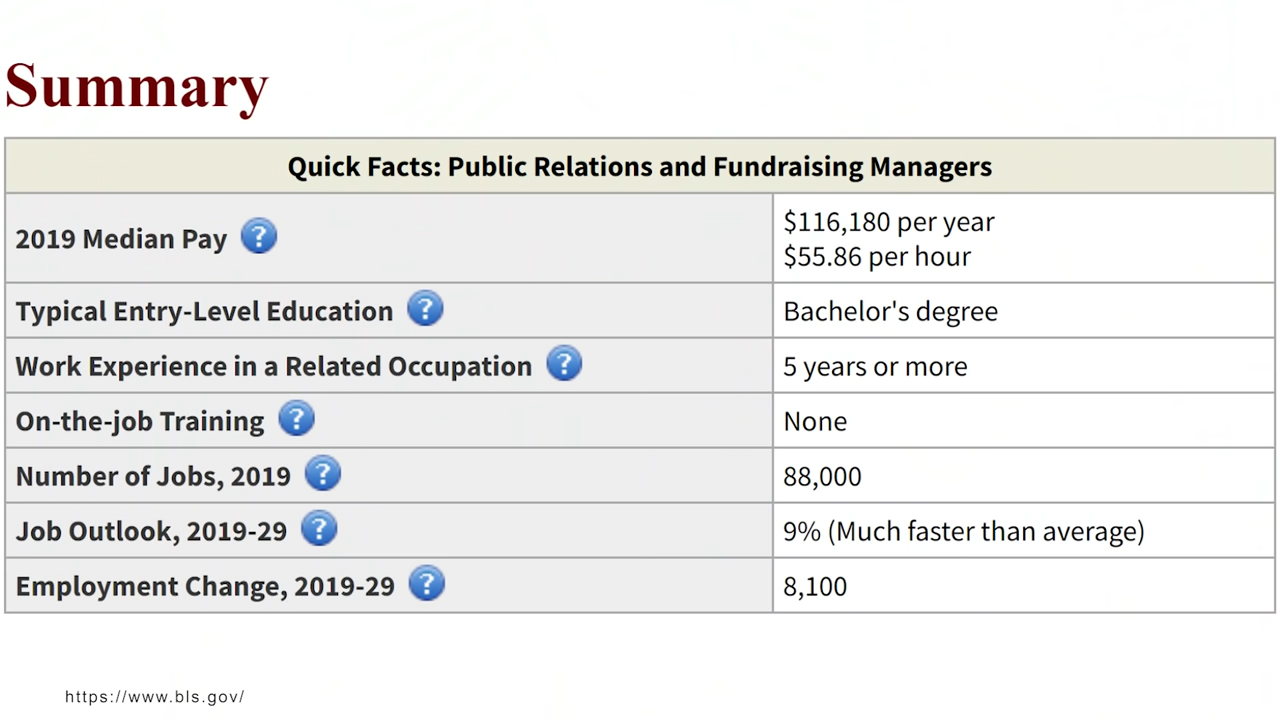 Summary
Quick Facts: Public Relations and Fundraising Managers
2019 Median Pay ?
$116,180 per year
$55.86 per hour
Typical Entry-Level Education ?
Bachelor's degree
Work Experience in a Related Occupation ?
5 years or more
On-the-job Training ?
None
Number of Jobs, 2019 ?
88,000
Job Outlook, 2019-29 ?
9% (Much faster than average)
Employment Change, 2019-29 ?
8,100
https://www.bls.gov/